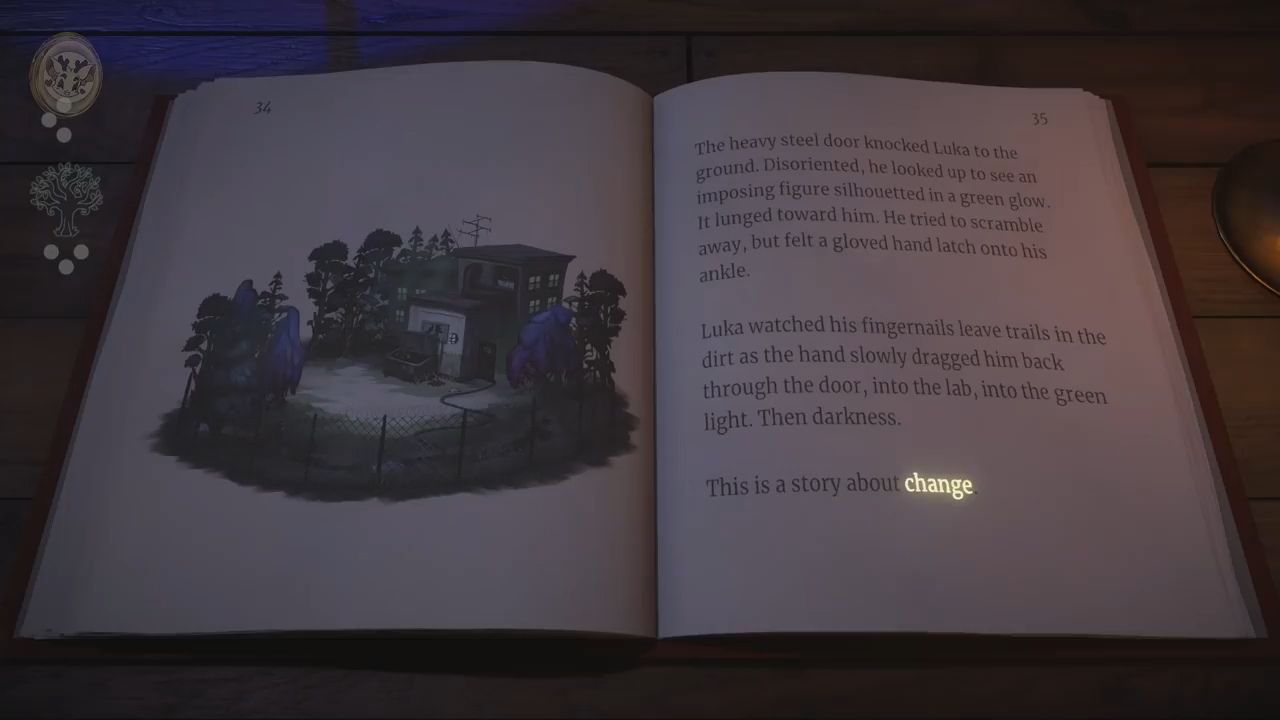 34
35
The heavy steel door knocked Luka to the
ground. Disoriented, he looked up to see an
imposing figure silhouetted in a green glow.
It lunged toward him. He tried to scramble
away, but felt a gloved hand latch onto his
ankle.
Luka watched his fingernails leave trails in the
dirt as the hand slowly dragged him back
through the door, into the lab, into the green
light. Then darkness.
This is a story about change.